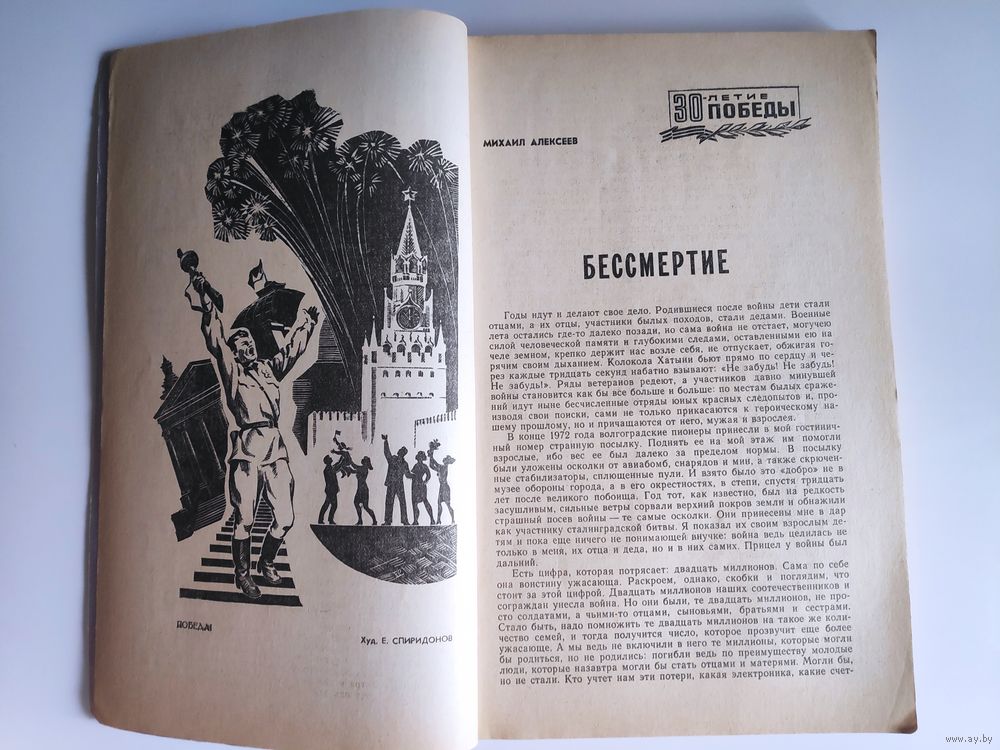 ПОБЕДА!
Худ. Е. СПИРИДОНОВ
30-ЛЕТИЕ
ПОБЕДЫ
МИХАИЛ АЛЕКСЕЕВ
БЕССМЕРТИЕ
Годы идут и делают свое дело. Родившиеся после войны дети стали
отцами, а их отцы, участники былых походов, стали дедами. Военные
лета остались где-то далеко позади, но сама война не отстает, могучею
силой человеческой памяти и глубокими следами, оставленными ею на
челе земном, крепко держит нас возле себя, не отпускает, обжигая го-
рячим своим дыханием. Колокола Хатыни бьют прямо по сердцу и че-
рез каждые тридцать секунд набатно взывают: «Не забудь! Не забудь!
Не забудь!». Ряды ветеранов редеют, а участников давно минувшей
войны становится как бы все больше и больше: по местам былых сраже-
ний идут ныне бесчисленные отряды юных красных следопытов и, про-
изводя свои поиски, сами не только прикасаются к героическому на-
шему прошлому, но и причащаются от него, мужая и взрослея.
В конце 1972 года волгоградские пионеры принесли в мой гостинич-
ный номер странную посылку. Поднять ее на мой этаж им помогли
взрослые, ибо вес ее был далеко за пределом нормы. В посылку
были уложены осколки от авиабомб, снарядов и мин, а также скрючен-
ные стабилизаторы, сплющенные пули. И взято было это «добро» не в
музее обороны города, а в его окрестностях, в степи, спустя тридцать
лет после великого побоища. Год тот, как известно, был на редкость
засушливым, сильные ветры сорвали верхний покров земли и обнажили
страшный посев войны — те самые осколки. Они принесены мне в дар
как участнику сталинградской битвы. Я показал их своим взрослым де-
тям и пока еще ничего не понимающей внучке: война ведь целилась не
только в меня, их отца и деда, но и в них самих. Прицел у войны был
дальний.
Есть цифра, которая потрясает: двадцать миллионов. Сама по себе
она воистину ужасающа. Раскроем, однако, скобки и поглядим, что
стоит за этой цифрой. Двадцать миллионов наших соотечественников и
сограждан унесла война. Но они были, те двадцать миллионов, не про-
сто солдатами, а чьими-то отцами, сыновьями, братьями и сестрами.
Стало быть, надо помножить те двадцать миллионов на такое же коли-
чество семей, и тогда получится число, которое прозвучит еще более
ужасающе. А мы ведь не включили в него те миллионы, которые могли
бы родиться, но не родились: погибли ведь по преимуществу молодые
люди, которые назавтра могли бы стать отцами и матерями. Могли бы,
но не стали. Кто учтет нам эти потери, какая электроника, какие счет-
www.ay.by